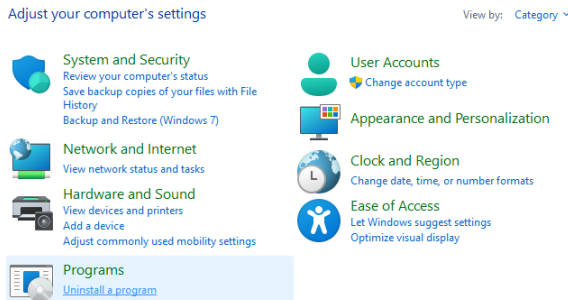 Adjust your computer's settings
View by: Category
System and Security
Review your computer's status
Save backup copies of your files with File
History
Backup and Restore (Windows 7)
Network and Internet
View network status and tasks
Hardware and Sound
View devices and printers
Add a device
Adjust commonly used mobility settings
Programs
Uninstall a program
User Accounts
Change account type
Appearance and Personalization
Clock and Region
Change date, time, or number formats
Ease of Access
Let Windows suggest settings
Optimize visual display